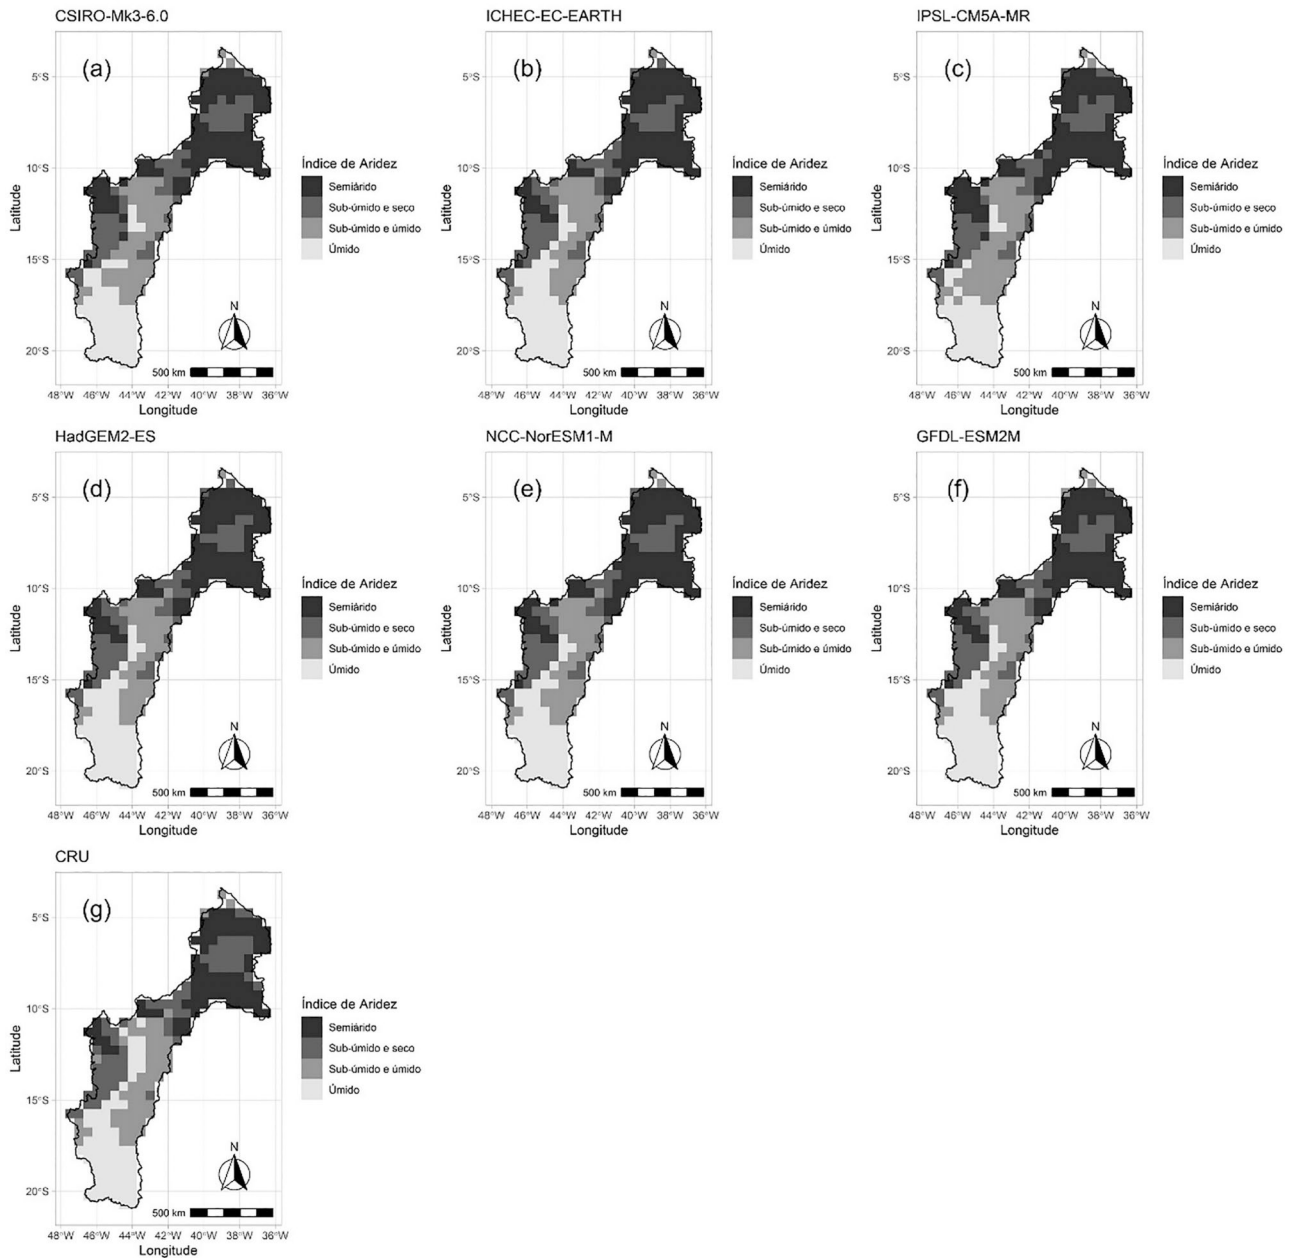 CSIRO-Mk3-6.0
(a)
5°S
10°S
15°S
20°S
Latitude
Índice de Aridez
Semiárido
Sub-úmido e seco
Sub-úmido e úmido
Úmido
N
500 km
48°W 46°W 44°W 42°W 40°W 38°W 36°W
Longitude
ICHEC-EC-EARTH
(b)
5°S
10°S
15°S
20°S
Latitude
Índice de Aridez
Semiárido
Sub-úmido e seco
Sub-úmido e úmido
Úmido
N
500 km
48°W 46°W 44°W 42°W 40°W 38°W 36°W
Longitude
IPSL-CM5A-MR
(c)
5°S
10°S
15°S
20°S
Latitude
Índice de Aridez
Semiárido
Sub-úmido e seco
Sub-úmido e úmido
Úmido
N
500 km
48°W 46°W 44°W 42°W 40°W 38°W 36°W
Longitude
HadGEM2-ES
(d)
5°S
10°S
15°S
20°S
Latitude
Índice de Aridez
Semiárido
Sub-úmido e seco
Sub-úmido e úmido
Úmido
N
500 km
48°W 46°W 44°W 42°W 40°W 38°W 36°W
Longitude
NCC-NorESM1-M
(e)
5°S
10°S
15°S
20°S
Latitude
Índice de Aridez
Semiárido
Sub-úmido e seco
Sub-úmido e úmido
Úmido
N
500 km
48°W 46°W 44°W 42°W 40°W 38°W 36°W
Longitude
GFDL-ESM2M
(f)
5°S
10°S
15°S
20°S
Latitude
Índice de Aridez
Semiárido
Sub-úmido e seco
Sub-úmido e úmido
Úmido
N
500 km
48°W 46°W 44°W 42°W 40°W 38°W 36°W
Longitude
CRU
(g)
5°S
10°S
15°S
20°S
Latitude
Índice de Aridez
Semiárido
Sub-úmido e seco
Sub-úmido e úmido
Úmido
N
500 km
48°W 46°W 44°W 42°W 40°W 38°W 36°W
Longitude